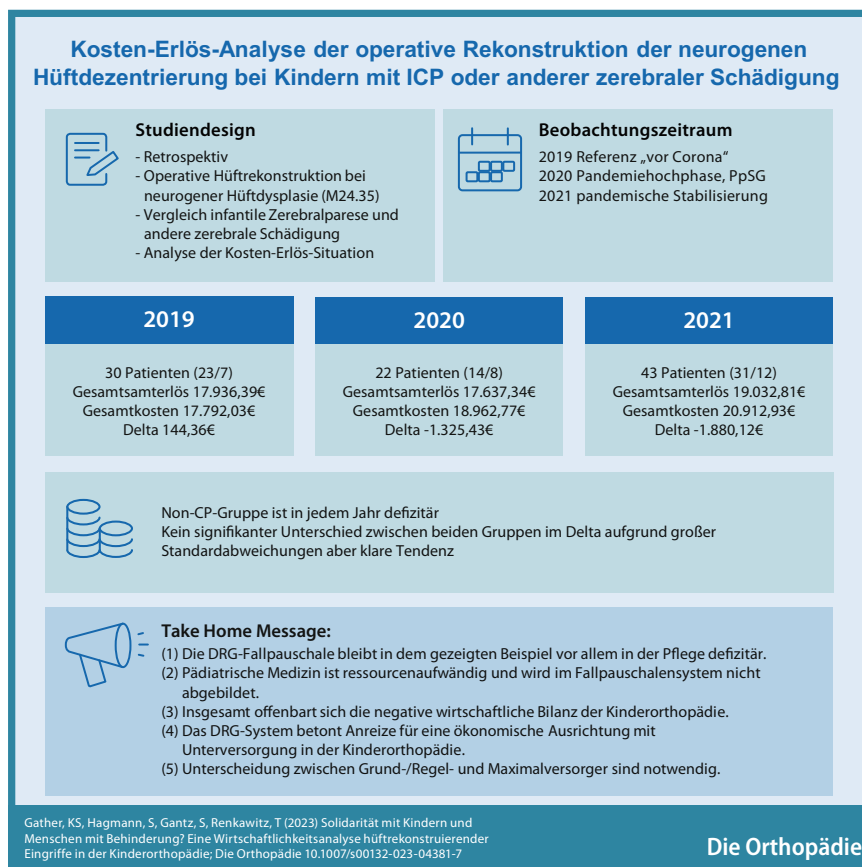 Kosten-Erlös-Analyse der operative Rekonstruktion der neurogenen
Hüftdezentrierung bei Kindern mit ICP oder anderer zerebraler Schädigung
Studiendesign
- Retrospektiv
- Operative Hüftrekonstruktion bei
neurogener Hüftdysplasie (M24.35)
- Vergleich infantile Zerebralparese und
andere zerebrale Schädigung
- Analyse der Kosten-Erlös-Situation
Beobachtungszeitraum
2019 Referenz „vor Corona“
2020 Pandemiehochphase, PpSG
2021 pandemische Stabilisierung
2019
30 Patienten (23/7)
Gesamtsamterlös 17.936,39€
Gesamtkosten 17.792,03€
Delta 144,36€
2020
22 Patienten (14/8)
Gesamtsamterlös 17.637,34€
Gesamtkosten 18.962,77€
Delta -1.325,43€
2021
43 Patienten (31/12)
Gesamtsamterlös 19.032,81€
Gesamtkosten 20.912,93€
Delta -1.880,12€
Non-CP-Gruppe ist in jedem Jahr defizitär
Kein signifikanter Unterschied zwischen beiden Gruppen im Delta aufgrund großer
Standardabweichungen aber klare Tendenz
Take Home Message:
(1) Die DRG-Fallpauschale bleibt in dem gezeigten Beispiel vor allem in der Pflege defizitär.
(2) Pädiatrische Medizin ist ressourcenaufwändig und wird im Fallpauschalensystem nicht
abgebildet.
(3) Insgesamt offenbart sich die negative wirtschaftliche Bilanz der Kinderorthopädie.
(4) Das DRG-System betont Anreize für eine ökonomische Ausrichtung mit
Unterversorgung in der Kinderorthopädie.
(5) Unterscheidung zwischen Grund-/Regel- und Maximalversorger sind notwendig.
Gather, KS, Hagmann, S, Gantz, S, Renkawitz, T (2023) Solidarität mit Kindern und
Menschen mit Behinderung? Eine Wirtschaftlichkeitsanalyse hüftrekonstruierender
Eingriffe in der Kinderorthopädie; Die Orthopädie 10.1007/s00132-023-04381-7
Die Orthopädie